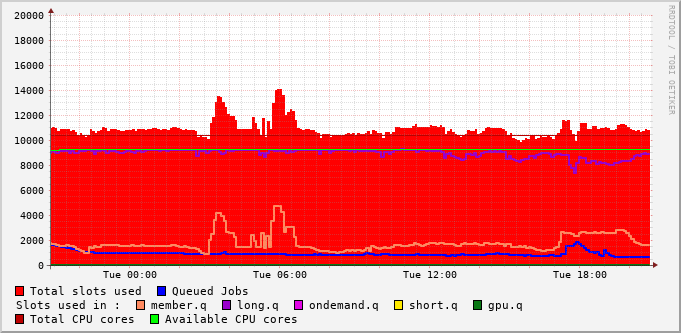 RRDTOOL / TOBI OETIKER
20000
18000
16000
14000
12000
10000
8000
6000
4000
2000
0
Tue 00:00 Tue 06:00 Tue 12:00 Tue 18:00
Total slots used Queued Jobs
Slots used in : member.q long.q ondemand.q short.q gpu.q
Total CPU cores Available CPU cores